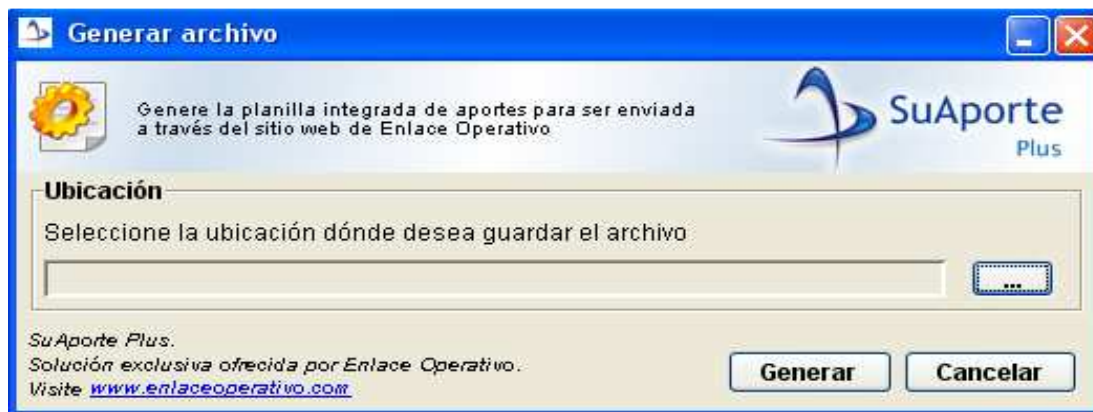 Generar archivo
Genere la planilla integrada de aportes para ser enviada
a través del sitio web de Enlace Operativo
SuAporte
Plus
Ubicación
Seleccione la ubicación dónde desea guardar el archivo
...
SuAporte Plus.
Solución exclusiva ofrecida por Enlace Operativo.
Visite www.enlaceoperativo.com
Generar
Cancelar